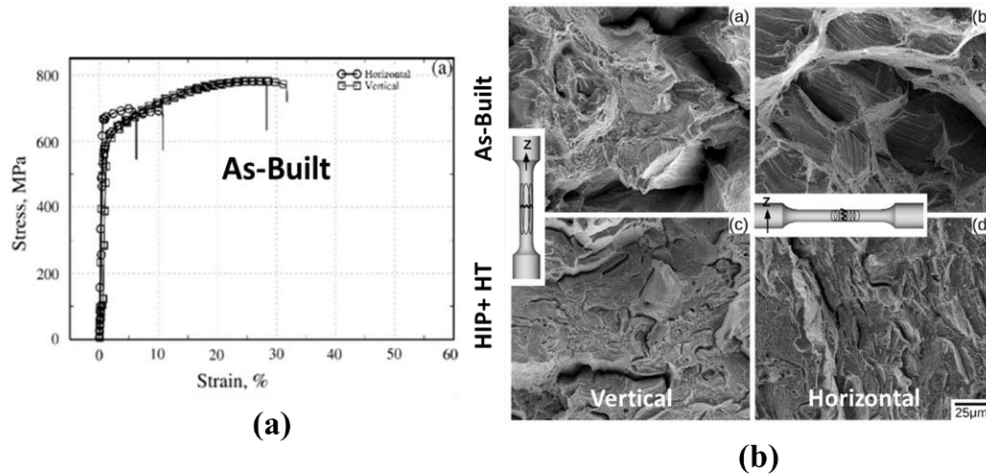 (a)
Horizontal
Vertical
As-Built
Stress, MPa
800
600
400
200
0
0
10
20
30
40
50
60
Strain, %
(a)
As-Built
HIP+ HT
(a)
(b)
Z
Z
(c)
(d)
Vertical
Horizontal
25µm
(b)